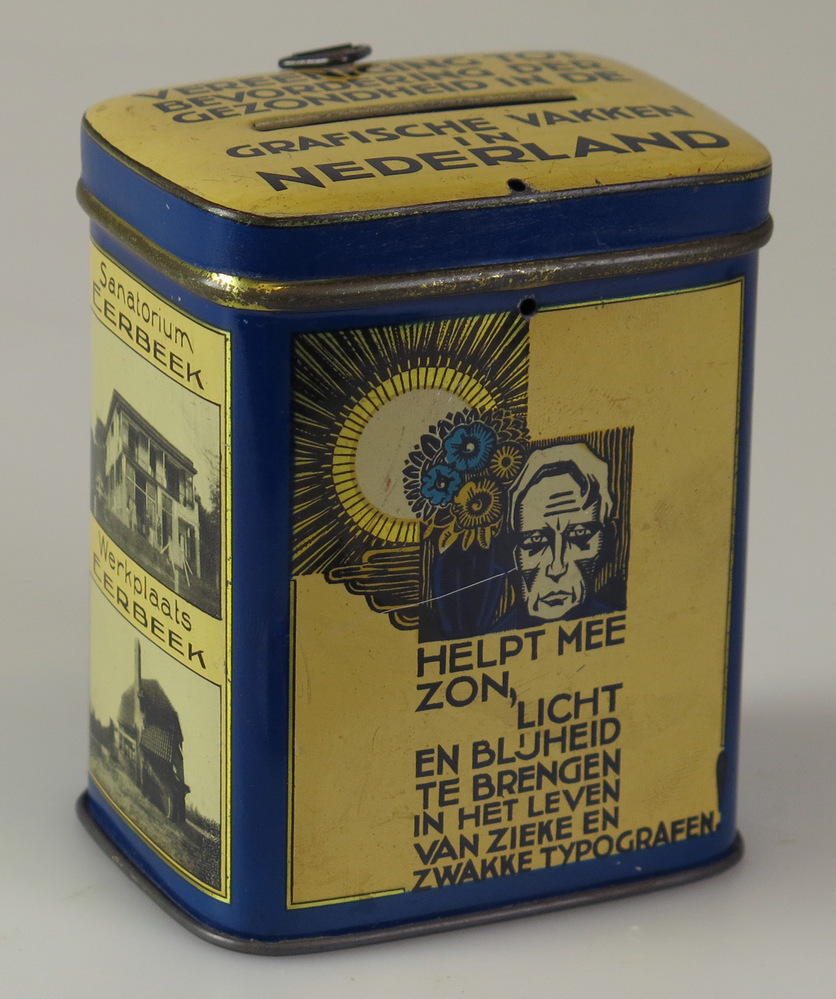 VEREENIGING TOT
BEVORDERING DER
GEZONDHEID IN DE
GRAFISCHE VAKKEN
IN
NEDERLAND
Sanatorium
EERBEEK
Werkplaats
EERBEEK
HELPT MEE
ZON,
LICHT
EN BLIJHEID
TE BRENGEN
IN HET LEVEN
VAN ZIEKE EN
ZWAKKE TYPOGRAFEN!